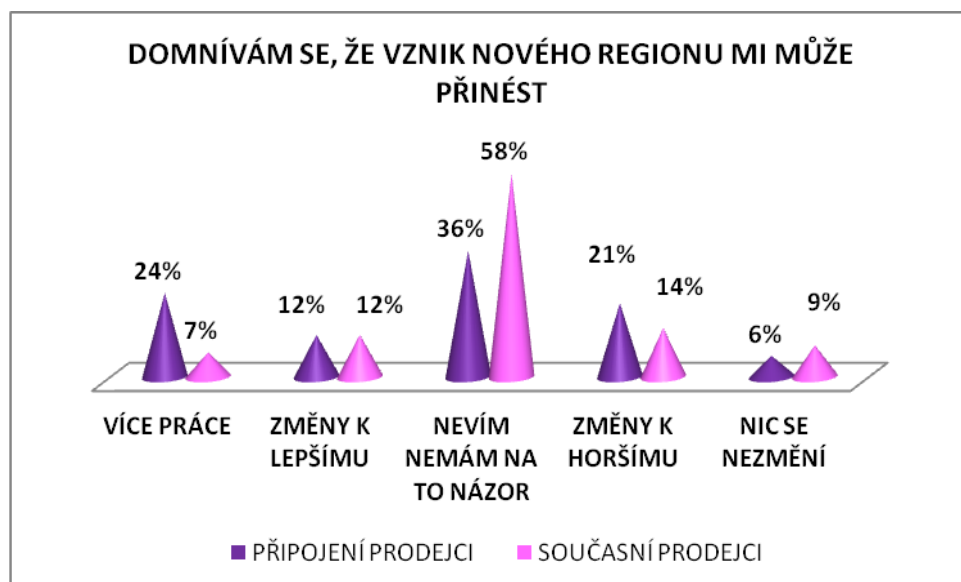 DOMNÍVÁM SE, ŽE VZNIK NOVÉHO REGIONU MI MŮŽE
PŘINÉST
24%
7%
12%
12%
36%
58%
21%
14%
6%
9%
VÍCE PRÁCE
ZMĚNY K
LEPŠÍMU
NEVÍM
NEMÁM NA
TO NÁZOR
ZMĚNY K
HORŠÍMU
NIC SE
NEZMĚNÍ
PŘIPOJENÍ PRODEJCI
SOUČASNÍ PRODEJCI